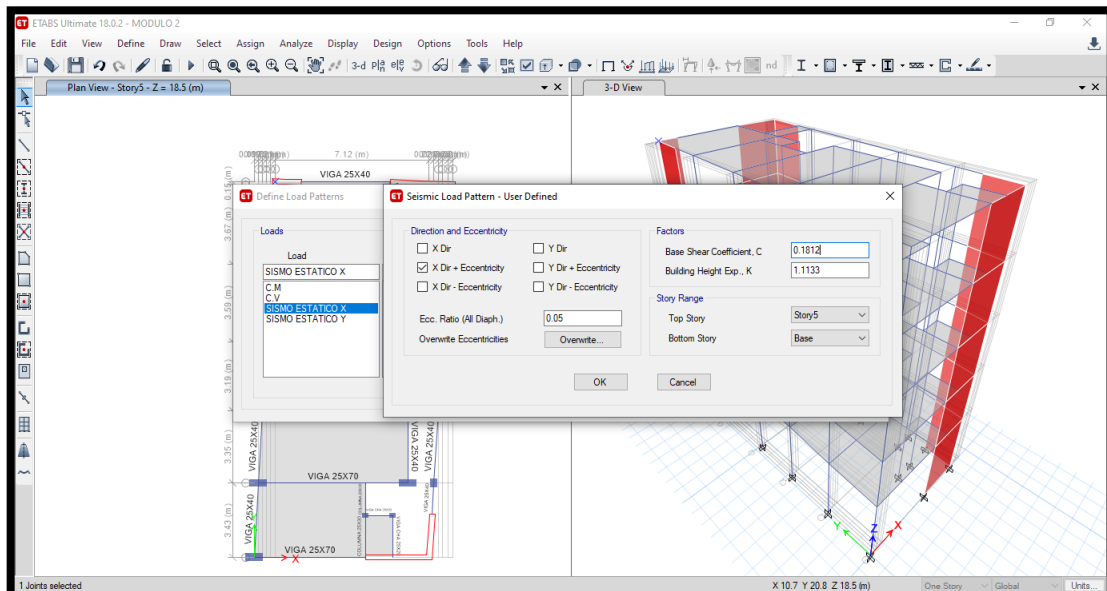 ETABS Ultimate 18.0.2 - MODULO 2
File Edit View Define Draw Select Assign Analyze Display Design Options Tools Help
3-d
nd
Plan View - Story5 - Z = 18.5 (m)
3-D View
7.12 (m)
VIGA 25X40
0.15 (m)
3.67 (m)
3.59 (m)
3.19 (m)
3.35 (m)
3.43 (m)
Define Load Patterns
Loads
Load
SISMO ESTATICO X
C.M
C.V
SISMO ESTATICO X
SISMO ESTATICO Y
Seismic Load Pattern - User Defined
Direction and Eccentricity
X Dir
Y Dir
X Dir + Eccentricity
Y Dir + Eccentricity
X Dir - Eccentricity
Y Dir - Eccentricity
Ecc. Ratio (All Diaph.)
0.05
Overwrite Eccentricities
Overwrite...
Factors
Base Shear Coefficient, C
0.1812
Building Height Exp., K
1.1133
Story Range
Top Story
Story5
Bottom Story
Base
OK
Cancel
VIGA 25X40
VIGA 25X40
VIGA 25X40
VIGA 25X70
VIGA 25X40
VIGA 25X70
X
Y
Z
X
1 Joints selected
X 10.7 Y 20.8 Z 18.5 (m)
One Story
Global
Units...